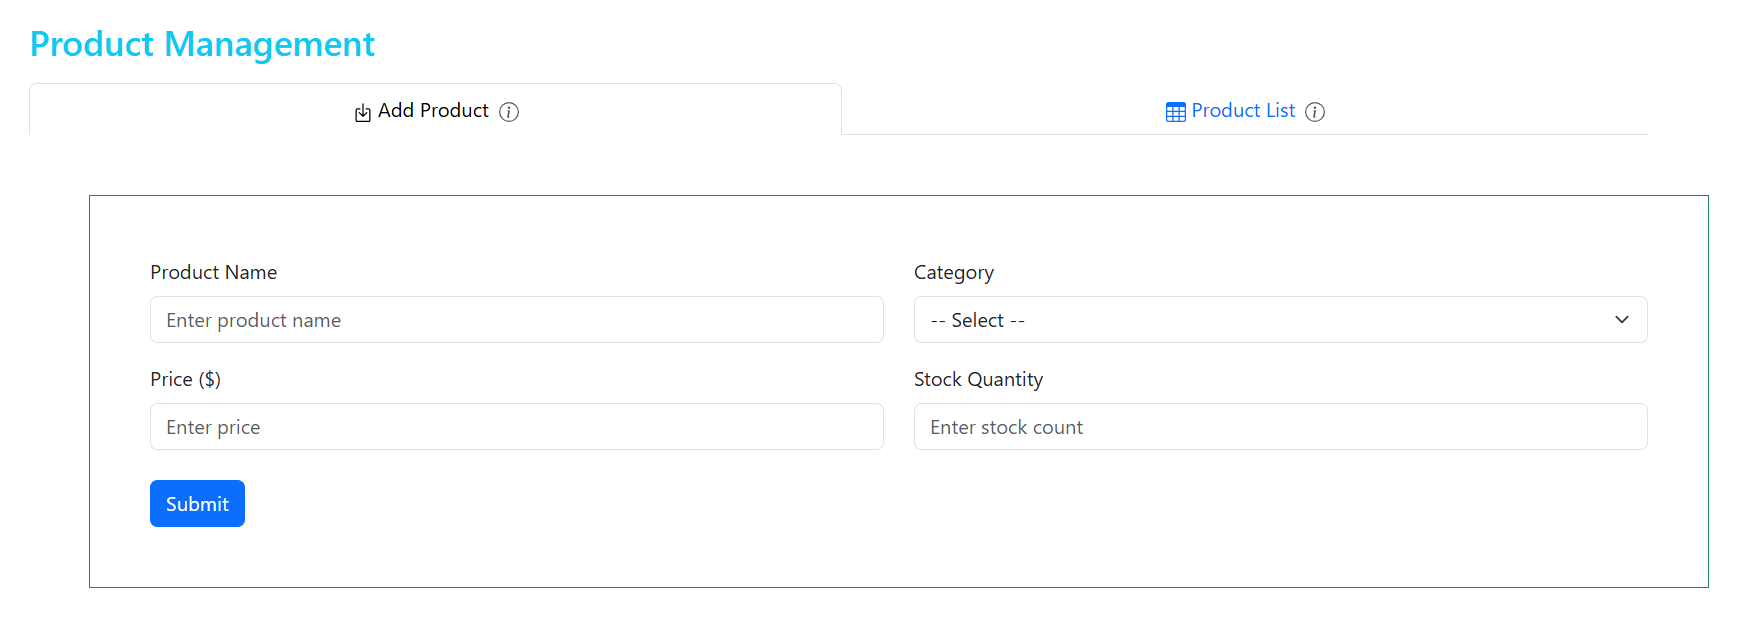 Product Management
Add Product
Product List
Product Name
Category
Enter product name
-- Select --
Price ($)
Stock Quantity
Enter price
Enter stock count
Submit